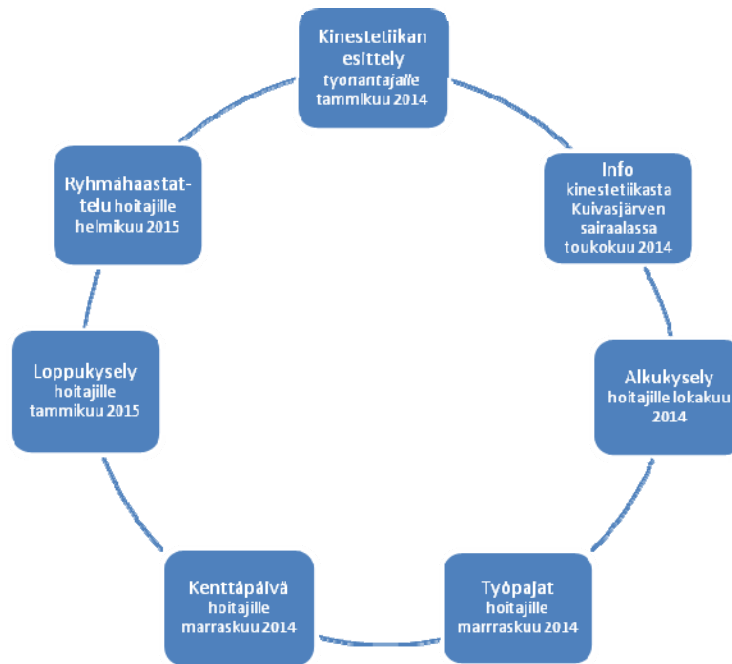 Kinestetiikan
esittely
työnantajalle
tammikuu 2014
Info
kinestetiikasta
Kuivasjärven
sairaalassa
toukokuu 2014
Alkukysely
hoitajille lokakuu
2014
Työpajat
hoitajille
marrraskuu 2014
Kenttäpäivä
hoitajille
marraskuu 2014
Loppukysely
hoitajille
tammikuu 2015
Ryhmähaastat-
telu hoitajille
helmikuu 2015